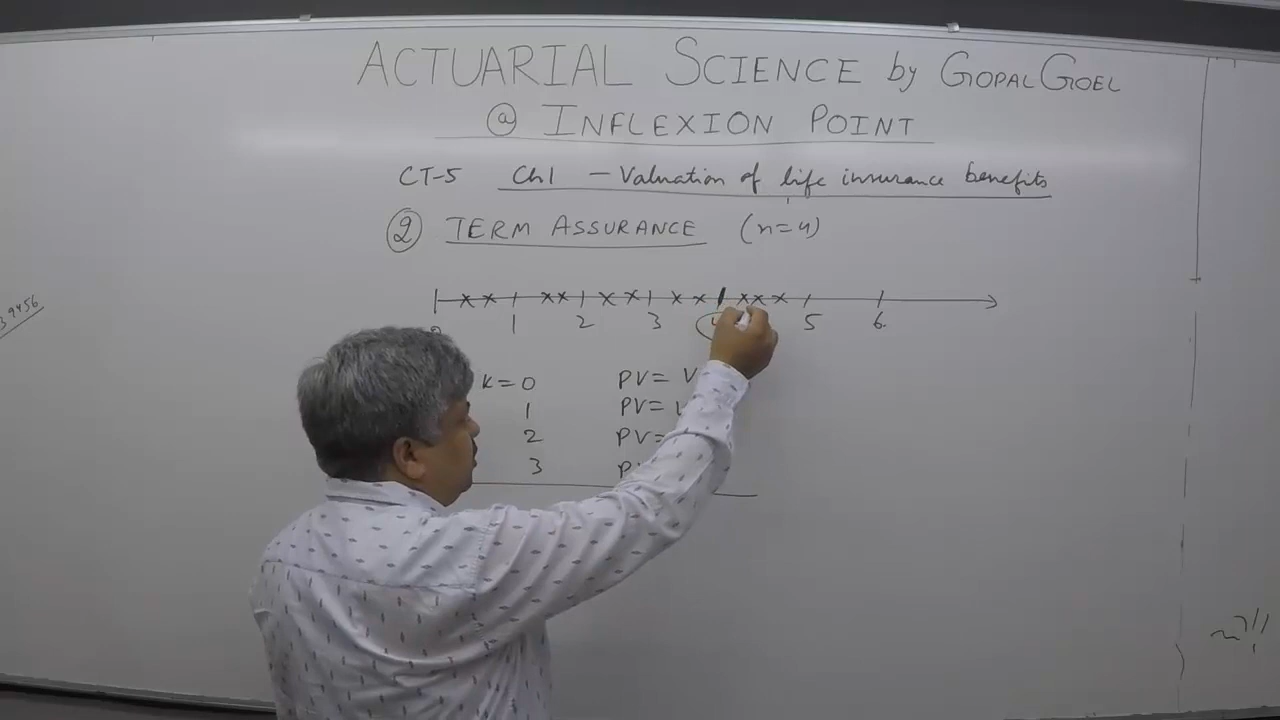 ACTUARIAL SCIENCE by GOPAL GOEL
@ INFLEXION POINT
CT-5 Ch1 - Valuation of life insurance benefits
2 TERM ASSURANCE (n=4)
1 2 3 5 6
K=0 PV= V
1 PV=
2 PV=
3
39456